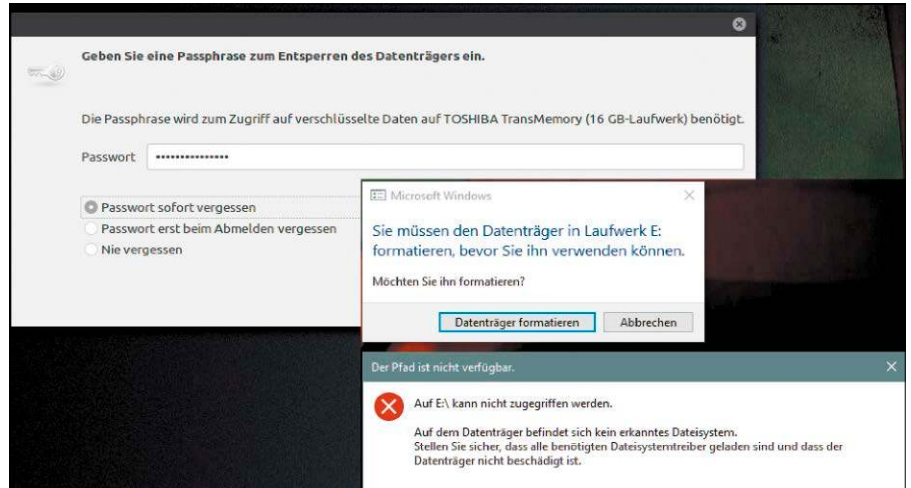 Geben Sie eine Passphrase zum Entsperren des Datenträgers ein.
Die Passphrase wird zum Zugriff auf verschlüsselte Daten auf TOSHIBA TransMemory (16 GB-Laufwerk) benötigt.
Passwort ···············
Passwort sofort vergessen
Passwort erst beim Abmelden vergessen
Nie vergessen
Microsoft Windows
Sie müssen den Datenträger in Laufwerk E:
formatieren, bevor Sie ihn verwenden können.
Möchten Sie ihn formatieren?
Datenträger formatieren Abbrechen
Der Pfad ist nicht verfügbar.
Auf E:\ kann nicht zugegriffen werden.
Auf dem Datenträger befindet sich kein erkanntes Dateisystem.
Stellen Sie sicher, dass alle benötigten Dateisystemtreiber geladen sind und dass der
Datenträger nicht beschädigt ist.